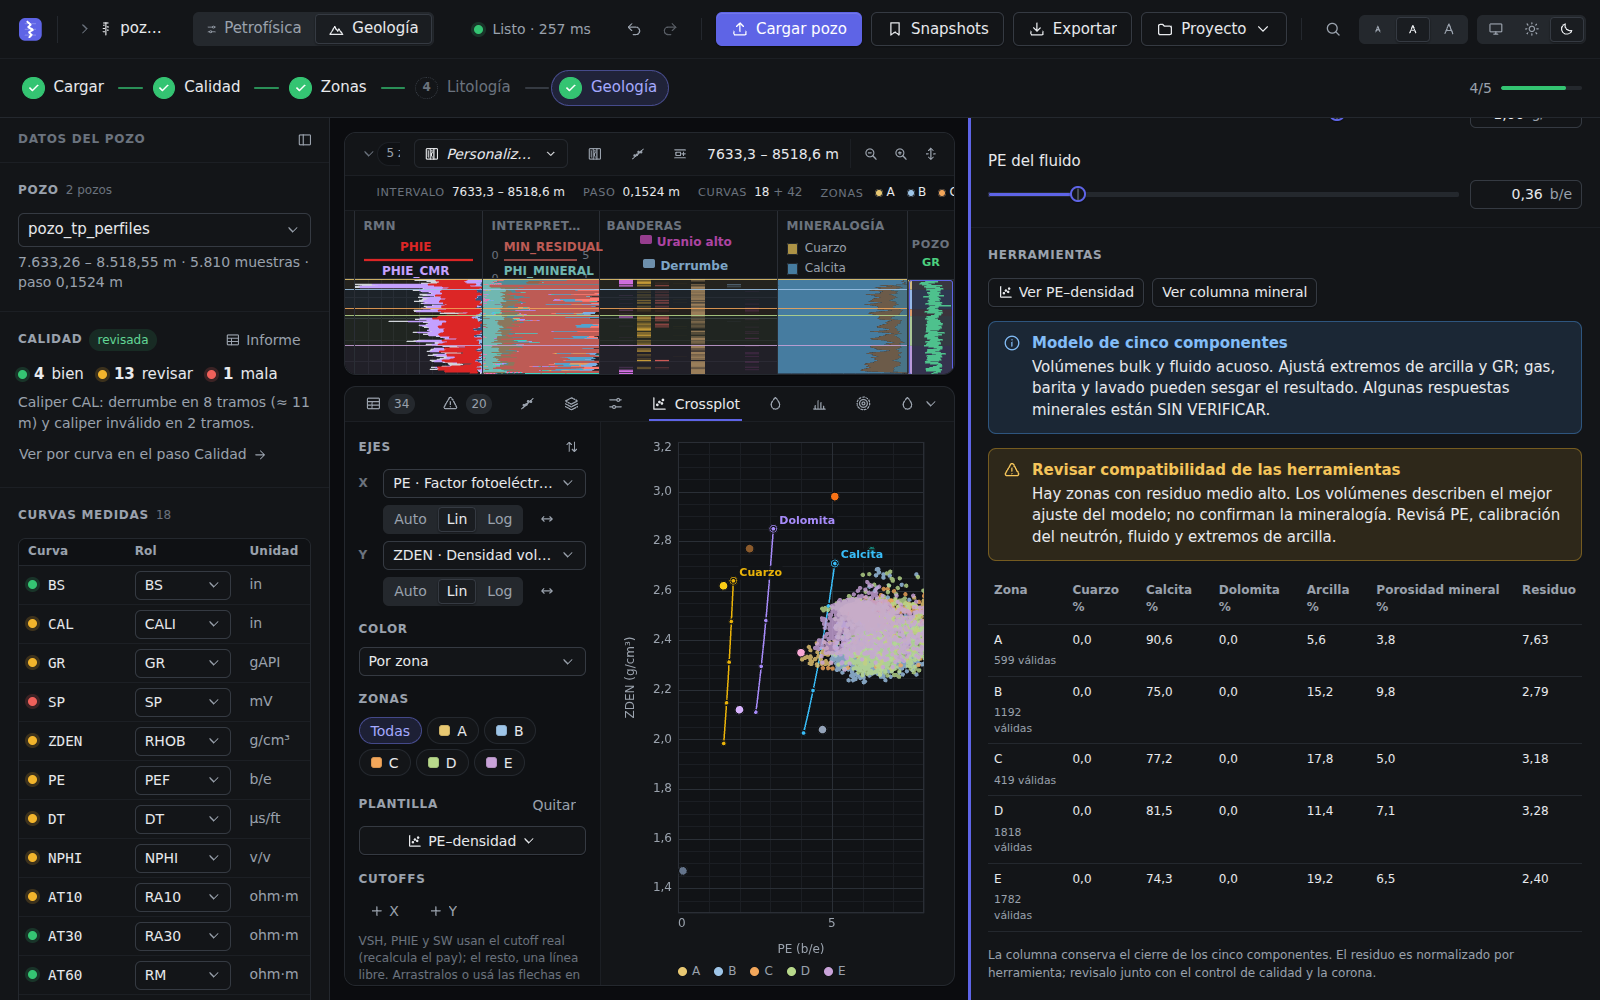 poz…
Petrofísica
Geología
Listo · 257 ms
Cargar pozo
Snapshots
Exportar
Proyecto
A
A
A
Cargar
Calidad
Zonas
4
Litología
Geología
4/5
DATOS DEL POZO
POZO 2 pozos
pozo_tp_perfiles
7.633,26 – 8.518,55 m · 5.810 muestras ·
paso 0,1524 m
CALIDAD revisada
Informe
4 bien
13 revisar
1 mala
Caliper CAL: derrumbe en 8 tramos (≈ 11
m) y caliper inválido en 2 tramos.
Ver por curva en el paso Calidad →
CURVAS MEDIDAS 18
Curva Rol Unidad
BS BS in
CAL CALI in
GR GR gAPI
SP SP mV
ZDEN RHOB g/cm³
PE PEF b/e
DT DT µs/ft
NPHI NPHI v/v
AT10 RA10 ohm·m
AT30 RA30 ohm·m
AT60 RM ohm·m
5
Personaliz…
7633,3 – 8518,6 m
INTERVALO 7633,3 – 8518,6 m
PASO 0,1524 m
CURVAS 18 + 42
ZONAS A B
RMN
PHIE
PHIE_CMR
INTERPRET…
MIN_RESIDUAL
0 5
PHI_MINERAL
BANDERAS
Uranio alto
Derrumbe
MINERALOGÍA
Cuarzo
Calcita
POZO
GR
34
20
Crossplot
EJES
X PE · Factor fotoeléctr…
Auto Lin Log
Y ZDEN · Densidad vol…
Auto Lin Log
COLOR
Por zona
ZONAS
Todas A B
C D E
PLANTILLA
Quitar
PE–densidad
CUTOFFS
+ X
+ Y
VSH, PHIE y SW usan el cutoff real
(recalcula el pay); el resto, una línea
libre. Arrastralos o usá las flechas en
ZDEN (g/cm³)
3,2
3,0
2,8
2,6
2,4
2,2
2,0
1,8
1,6
1,4
0
5
PE (b/e)
Dolomita
Calcita
Cuarzo
A B C D E
PE del fluido
0,36 b/e
HERRAMIENTAS
Ver PE–densidad
Ver columna mineral
Modelo de cinco componentes
Volúmenes bulk y fluido acuoso. Ajustá extremos de arcilla y GR; gas,
barita y lavado pueden sesgar el resultado. Algunas respuestas
minerales están SIN VERIFICAR.
Revisar compatibilidad de las herramientas
Hay zonas con residuo medio alto. Los volúmenes describen el mejor
ajuste del modelo; no confirman la mineralogía. Revisá PE, calibración
del neutrón, fluido y extremos de arcilla.
Zona Cuarzo % Calcita % Dolomita % Arcilla % Porosidad mineral % Residuo
A 0,0 90,6 0,0 5,6 3,8 7,63
599 válidas
B 0,0 75,0 0,0 15,2 9,8 2,79
1192
válidas
C 0,0 77,2 0,0 17,8 5,0 3,18
419 válidas
D 0,0 81,5 0,0 11,4 7,1 3,28
1818
válidas
E 0,0 74,3 0,0 19,2 6,5 2,40
1782
válidas
La columna conserva el cierre de los cinco componentes. El residuo es normalizado por
herramienta; revisalo junto con el control de calidad y la corona.